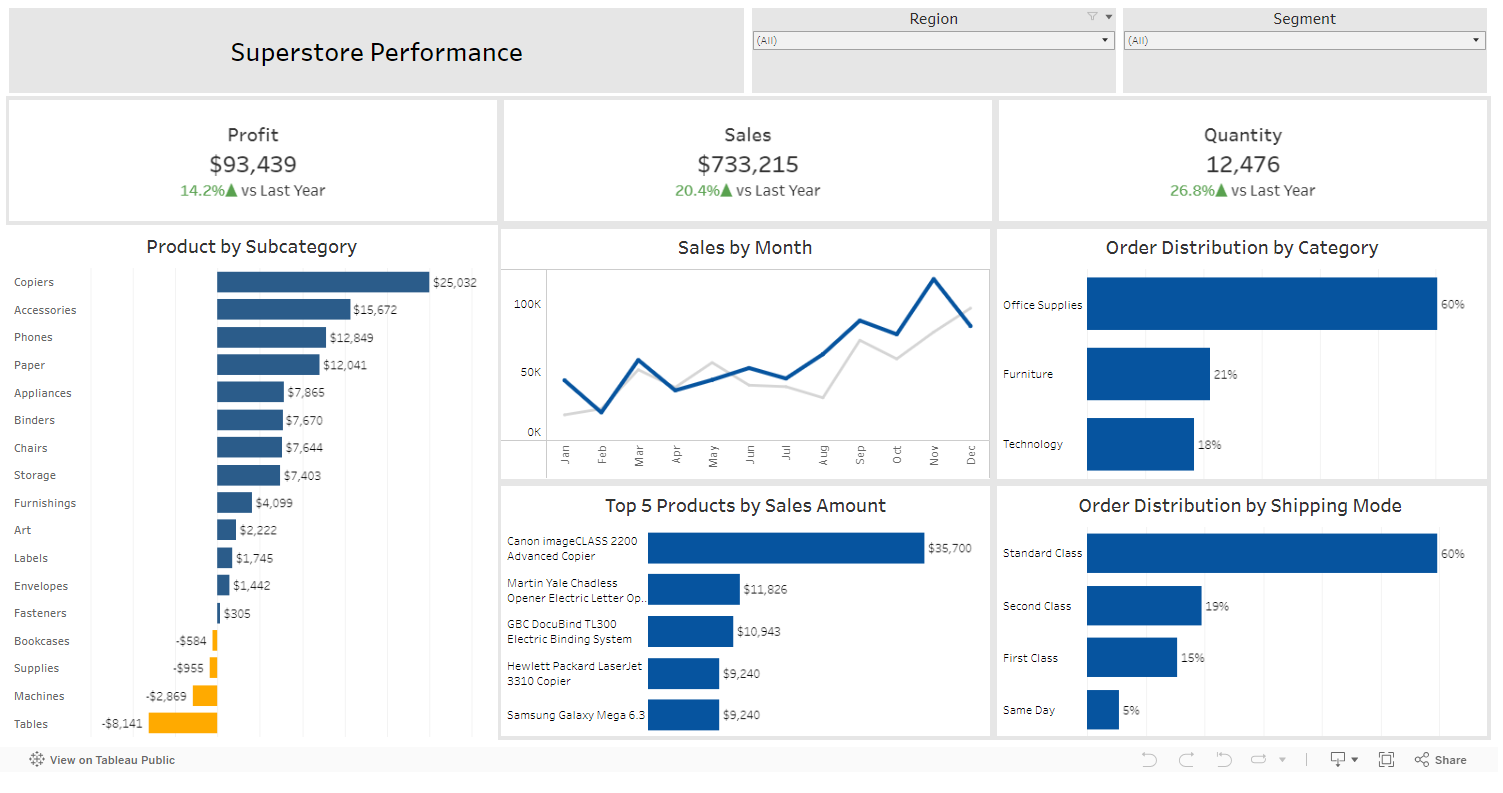 Superstore Performance
Region
(All)
Segment
(All)
Profit
$93,439
14.2%▲ vs Last Year
Sales
$733,215
20.4%▲ vs Last Year
Quantity
12,476
26.8%▲ vs Last Year
Product by Subcategory
Copiers $25,032
Accessories $15,672
Phones $12,849
Paper $12,041
Appliances $7,865
Binders $7,670
Chairs $7,644
Storage $7,403
Furnishings $4,099
Art $2,222
Labels $1,745
Envelopes $1,442
Fasteners $305
Bookcases -$584
Supplies -$955
Machines -$2,869
Tables -$8,141
Sales by Month
100K
50K
0K
Jan Feb Mar Apr May Jun Jul Aug Sep Oct Nov Dec
Order Distribution by Category
Office Supplies 60%
Furniture 21%
Technology 18%
Top 5 Products by Sales Amount
Canon imageCLASS 2200
Advanced Copier $35,700
Martin Yale Chadless
Opener Electric Letter Op.. $11,826
GBC DocuBind TL300
Electric Binding System $10,943
Hewlett Packard LaserJet
3310 Copier $9,240
Samsung Galaxy Mega 6.3 $9,240
Order Distribution by Shipping Mode
Standard Class 60%
Second Class 19%
First Class 15%
Same Day 5%
View on Tableau Public
Share